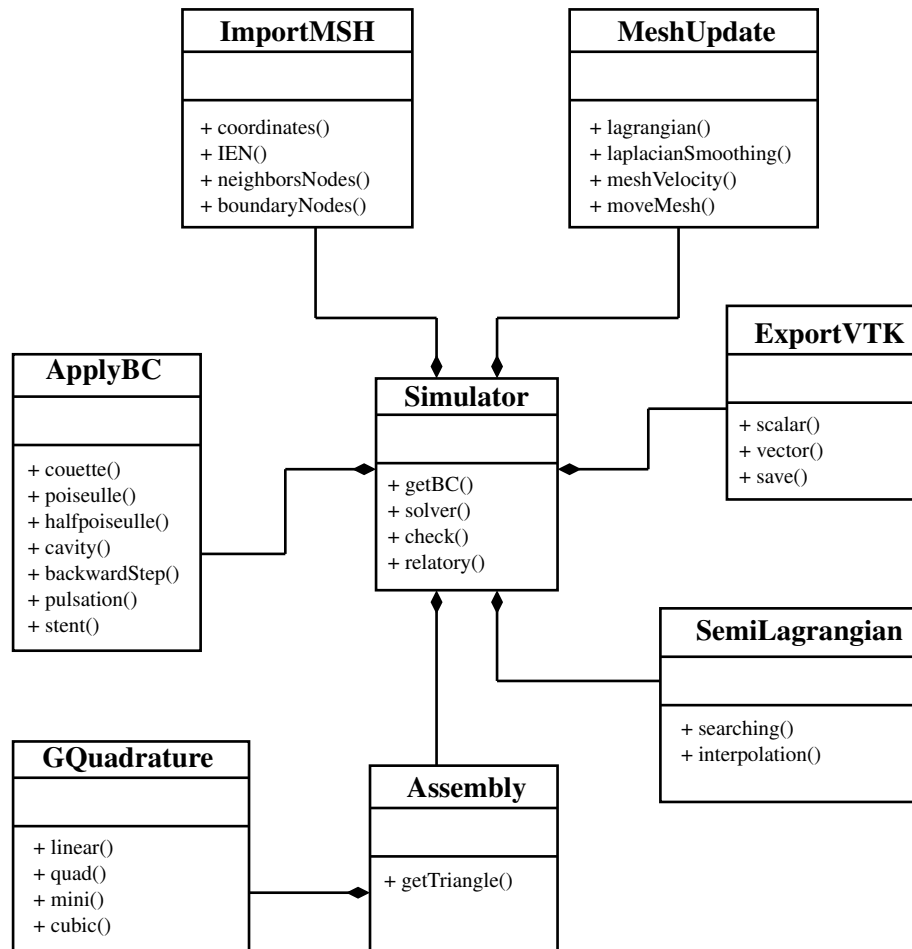 ImportMSH
+ coordinates()
+ IEN()
+ neighborsNodes()
+ boundaryNodes()
MeshUpdate
+ lagrangian()
+ laplacianSmoothing()
+ meshVelocity()
+ moveMesh()
ExportVTK
+ scalar()
+ vector()
+ save()
ApplyBC
+ couette()
+ poiseulle()
+ halfpoiseulle()
+ cavity()
+ backwardStep()
+ pulsation()
+ stent()
Simulator
+ getBC()
+ solver()
+ check()
+ relatory()
SemiLagrangian
+ searching()
+ interpolation()
GQuadrature
+ linear()
+ quad()
+ mini()
+ cubic()
Assembly
+ getTriangle()